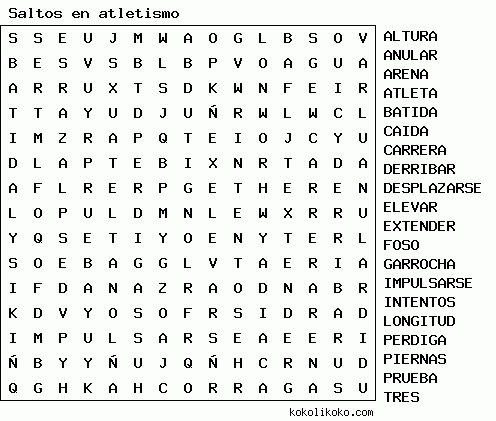 Saltos en atletismo
S S E U J M W A O G L B S O V
B E S V S B L B P V O A G U A
A R R U X T S D K W N F E I R
T T A Y U D J U Ñ R W L W C L
I M Z R A P Q T E I O J C Y U
D L A P T E B I X N R T A D A
A F L R E R P G E T H E R E N
L O P U L D M N L E W X R R U
Y Q S E T I Y O E N Y T E R L
S O E B A G G L V T A E R I A
I F D A N A Z R A O D N A B R
K D V Y O S O F R S I D R A D
I M P U L S A R S E A E E R I
Ñ B Y Y Ñ U J Q Ñ H C R N U D
Q G H K A H C O R R A G A S U
ALTURA
ANULAR
ARENA
ATLETA
BATIDA
CAIDA
CARRERA
DERRIBAR
DESPLAZARSE
ELEVAR
EXTENDER
FOSO
GARROCHA
IMPULSARSE
INTENTOS
LONGITUD
PERDIGA
PIERNAS
PRUEBA
TRES
kokolikoko.com